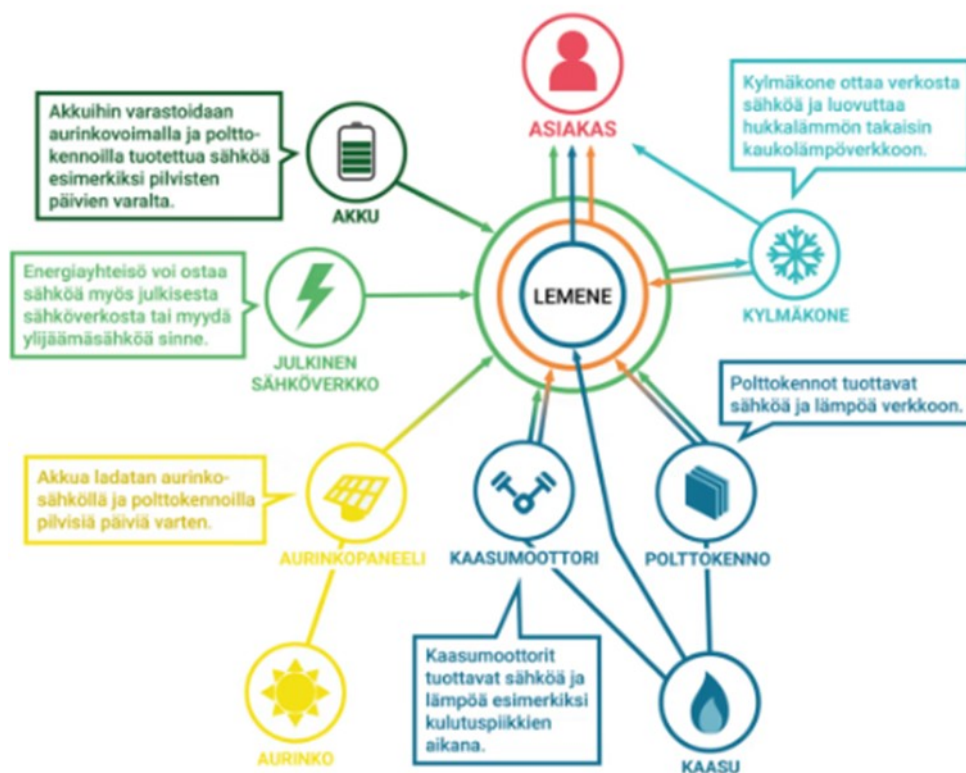 ASIAKAS
Akkuihin varastoidaan
aurinkovoimalla ja poltto-
kennoilla tuotettua sähköä
esimerkiksi pilvisten
päivien varalta.
AKKU
Kylmäkone ottaa verkosta
sähköä ja luovuttaa
hukkalämmön takaisin
kaukolämpöverkkoon.
KYLMÄKONE
LEMENE
Energiayhteisö voi ostaa
sähköä myös julkisesta
sähköverkosta tai myydä
ylijäämäsähköä sinne.
JULKINEN
SÄHKÖVERKKO
Polttokennot tuottavat
sähköä ja lämpöä verkkoon.
Akkua ladatan aurinko-
sähköllä ja polttokennoilla
pilvisiä päiviä varten.
AURINKOPANEELI
KAASUMOOTTORI
POLTTOKENNO
Kaasumoottorit
tuottavat sähköä ja
lämpöä esimerkiksi
kulutuspiikkien
aikana.
AURINKO
KAASU